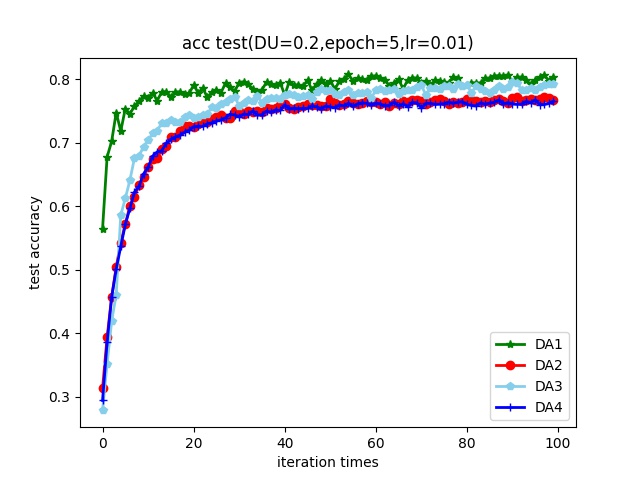 acc test(DU=0.2,epoch=5,lr=0.01)
0.8
0.7
0.6
0.5
0.4
0.3
test accuracy
DA1
DA2
DA3
DA4
0 20 40 60 80 100
iteration times